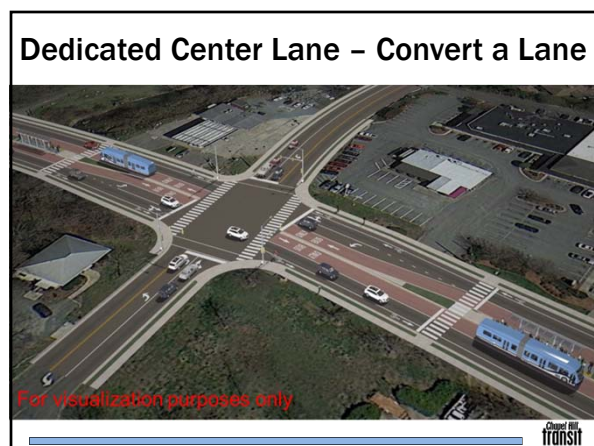 Dedicated Center Lane – Convert a Lane
For visualization purposes only
Chapel Hill
transit